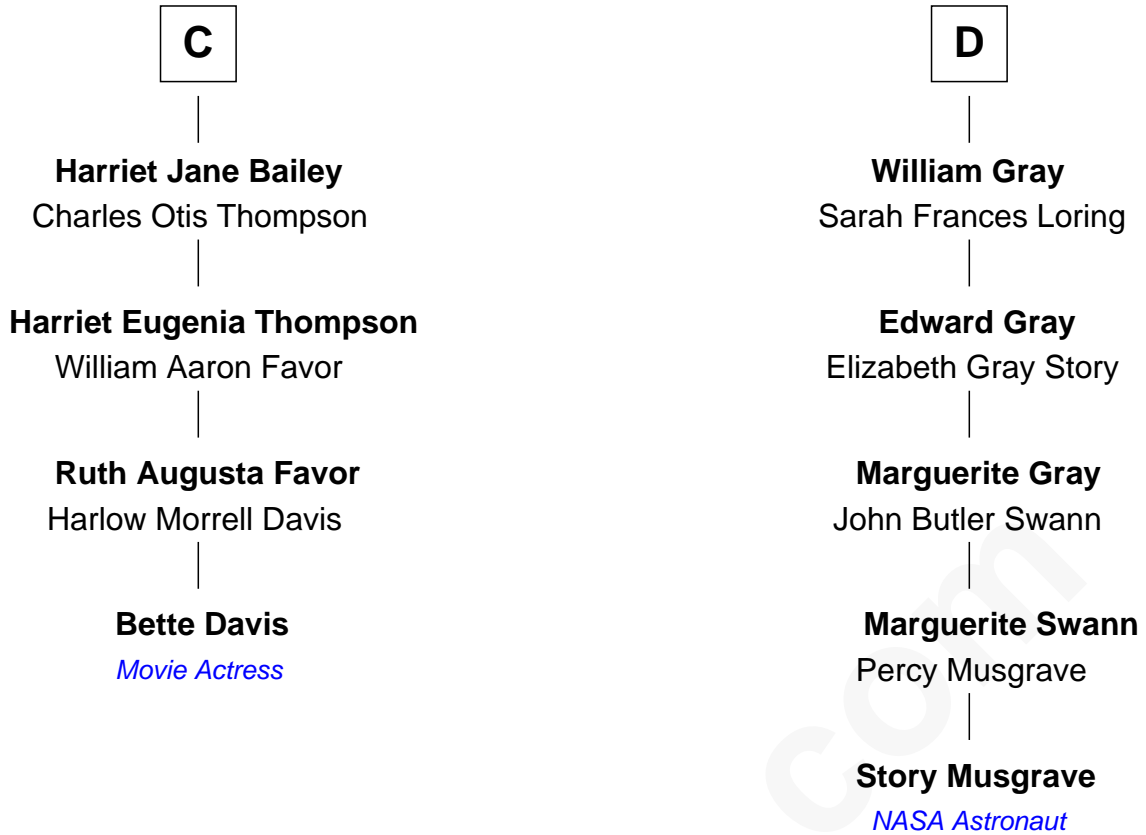 C
Harriet Jane Bailey
Charles Otis Thompson
Harriet Eugenia Thompson
William Aaron Favor
Ruth Augusta Favor
Harlow Morrell Davis
Bette Davis
Movie Actress
D
William Gray
Sarah Frances Loring
Edward Gray
Elizabeth Gray Story
Marguerite Gray
John Butler Swann
Marguerite Swann
Percy Musgrave
Story Musgrave
NASA Astronaut
com